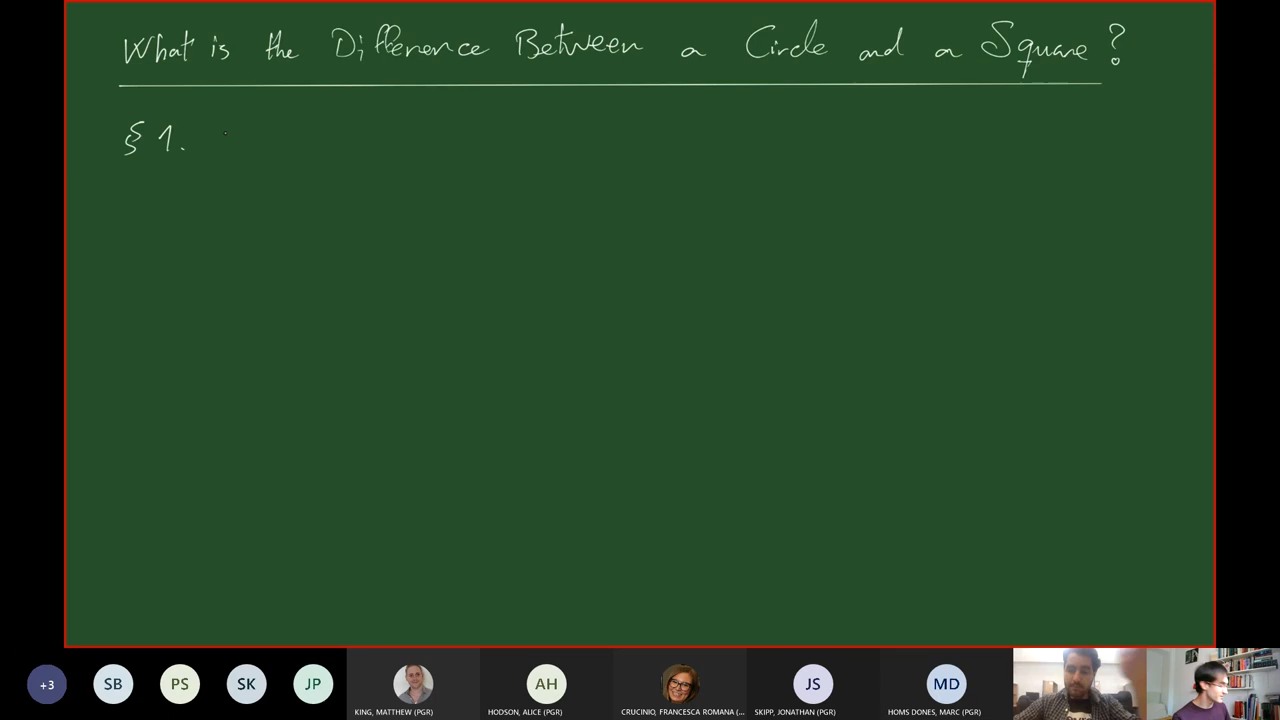 What is the Difference Between a Circle and a Square?
§ 1.
+3
SB
PS
SK
JP
KING, MATTHEW (PGR)
AH
HODSON, ALICE (PGR)
CRUCINIO, FRANCESCA ROMANA (...
JS
SKIPP, JONATHAN (PGR)
MD
HOMS DONES, MARC (PGR)